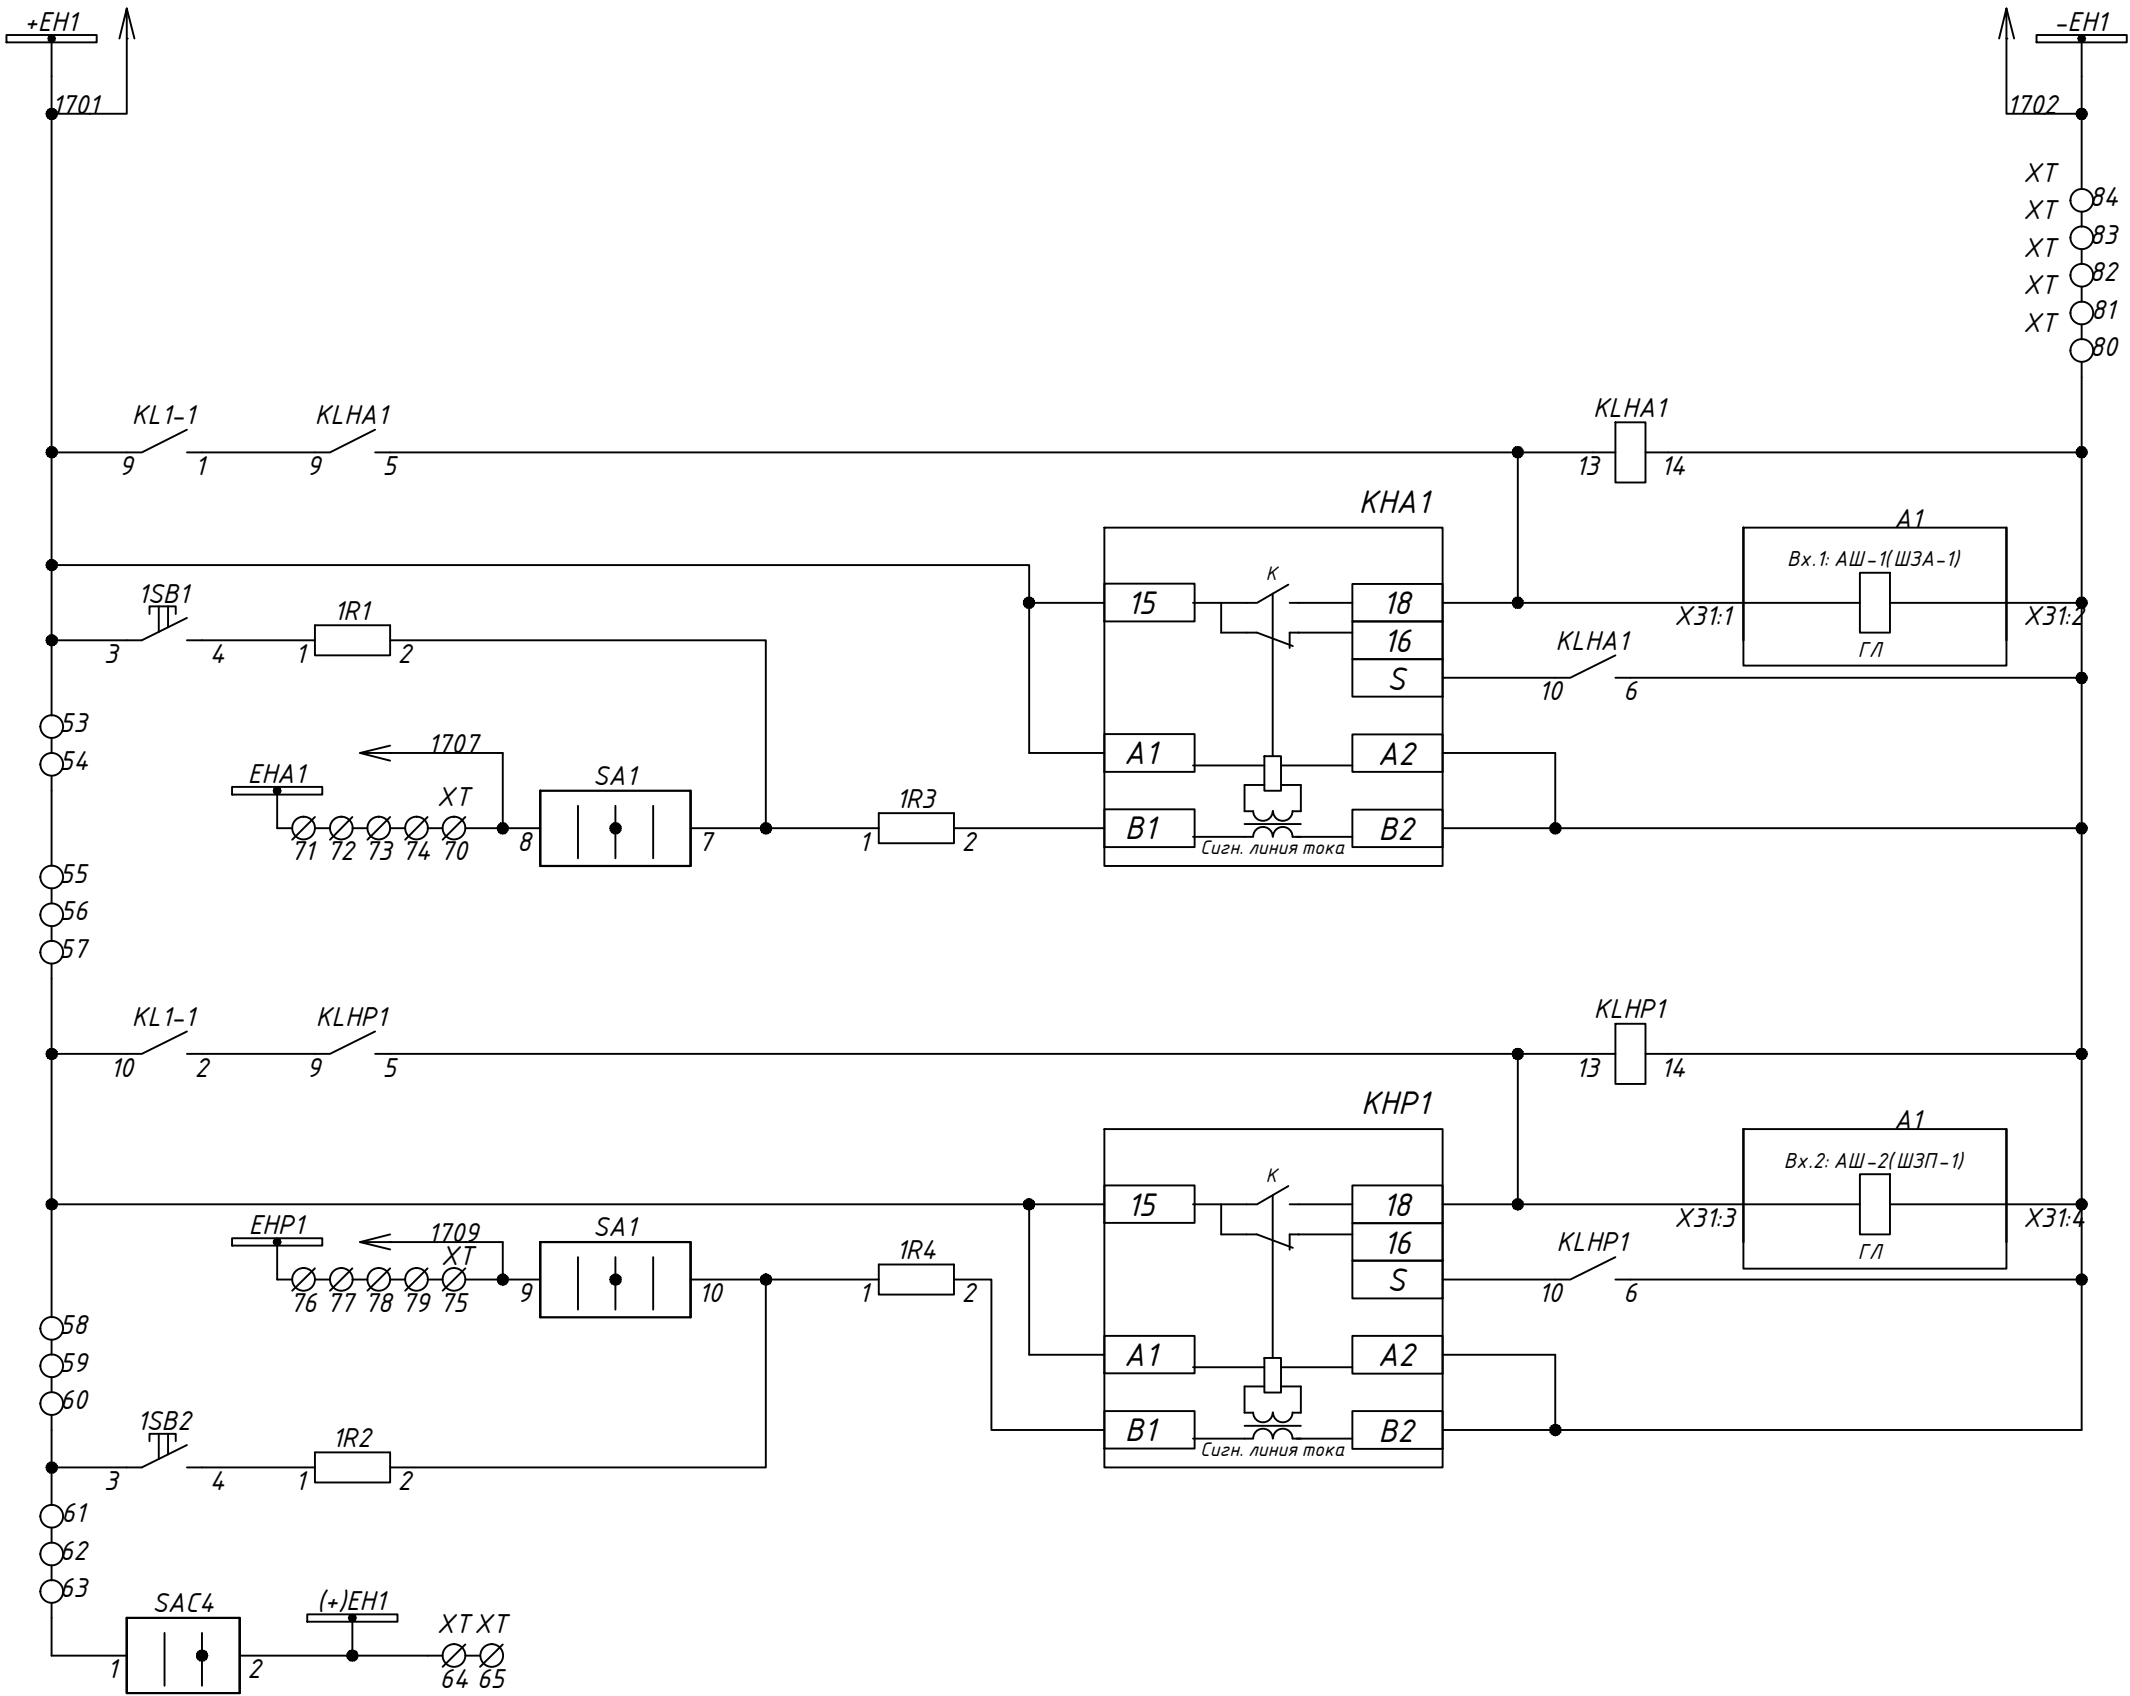 +EH1
-EH1
1701
1702
XT
84
XT
83
XT
82
XT
81
XT
80
KL1-1
KLHA1
KLHA1
9
1
9
5
13
14
KHA1
A1
Вх.1: АШ-1(ШЗА-1)
1SB1
1R1
K
15
18
X31:1
X31:2
3
4
1
2
16
KLHA1
ГЛ
S
10
6
53
54
1707
EHA1
XT
SA1
1R3
A1
A2
71
72
73
74
70
8
7
1
2
B1
B2
Сигн. линия тока
55
56
57
KL1-1
KLHP1
KLHP1
10
2
9
5
13
14
KHP1
A1
Вх.2: АШ-2(ШЗП-1)
K
15
18
X31:3
X31:4
EHP1
1709
XT
SA1
1R4
16
KLHP1
ГЛ
S
76
77
78
79
75
9
10
1
2
10
6
58
59
60
A1
A2
1SB2
1R2
B1
B2
Сигн. линия тока
3
4
1
2
61
62
63
SAC4
(+)EH1
XT XT
1
2
64
65